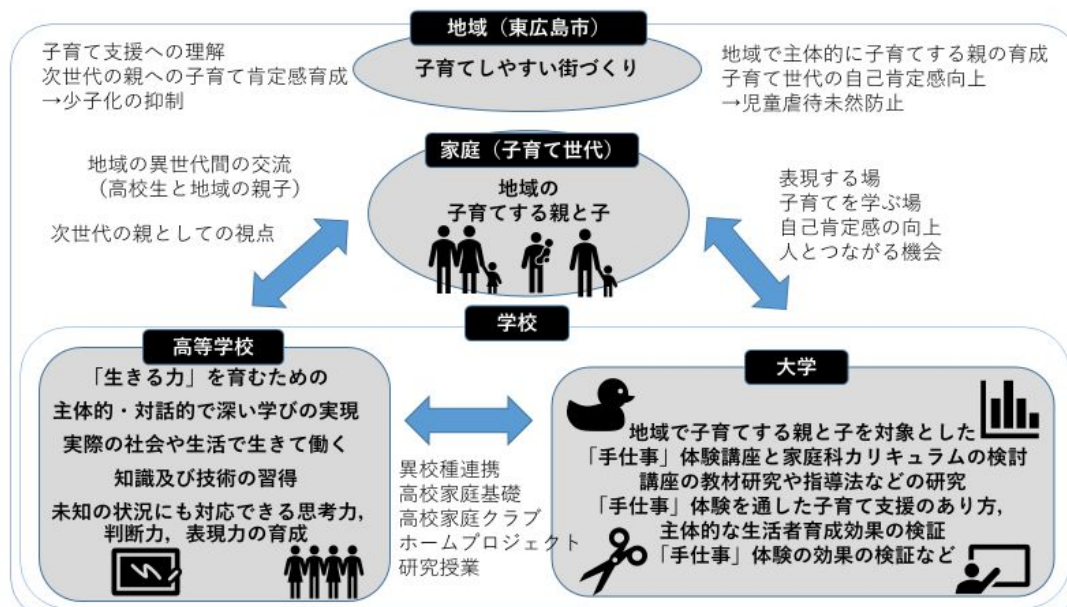 地域（東広島市）
子育てしやすい街づくり
子育て支援への理解
次世代の親への子育て肯定感育成
→少子化の抑制
地域で主体的に子育てする親の育成
子育て世代の自己肯定感向上
→児童虐待未然防止
家庭（子育て世代）
地域の
子育てする親と子
地域の異世代間の交流
（高校生と地域の親子）
次世代の親としての視点
表現する場
子育てを学ぶ場
自己肯定感の向上
人とつながる機会
学校
高等学校
「生きる力」を育むための
主体的・対話的で深い学びの実現
実際の社会や生活で生きて働く
知識及び技術の習得
未知の状況にも対応できる思考力，
判断力，表現力の育成
異校種連携
高校家庭基礎
高校家庭クラブ
ホームプロジェクト
研究授業
大学
地域で子育てする親と子を対象とした
「手仕事」体験講座と家庭科カリキュラムの検討
講座の教材研究や指導法などの研究
「手仕事」体験を通した子育て支援のあり方，
主体的な生活者育成効果の検証
「手仕事」体験の効果の検証など